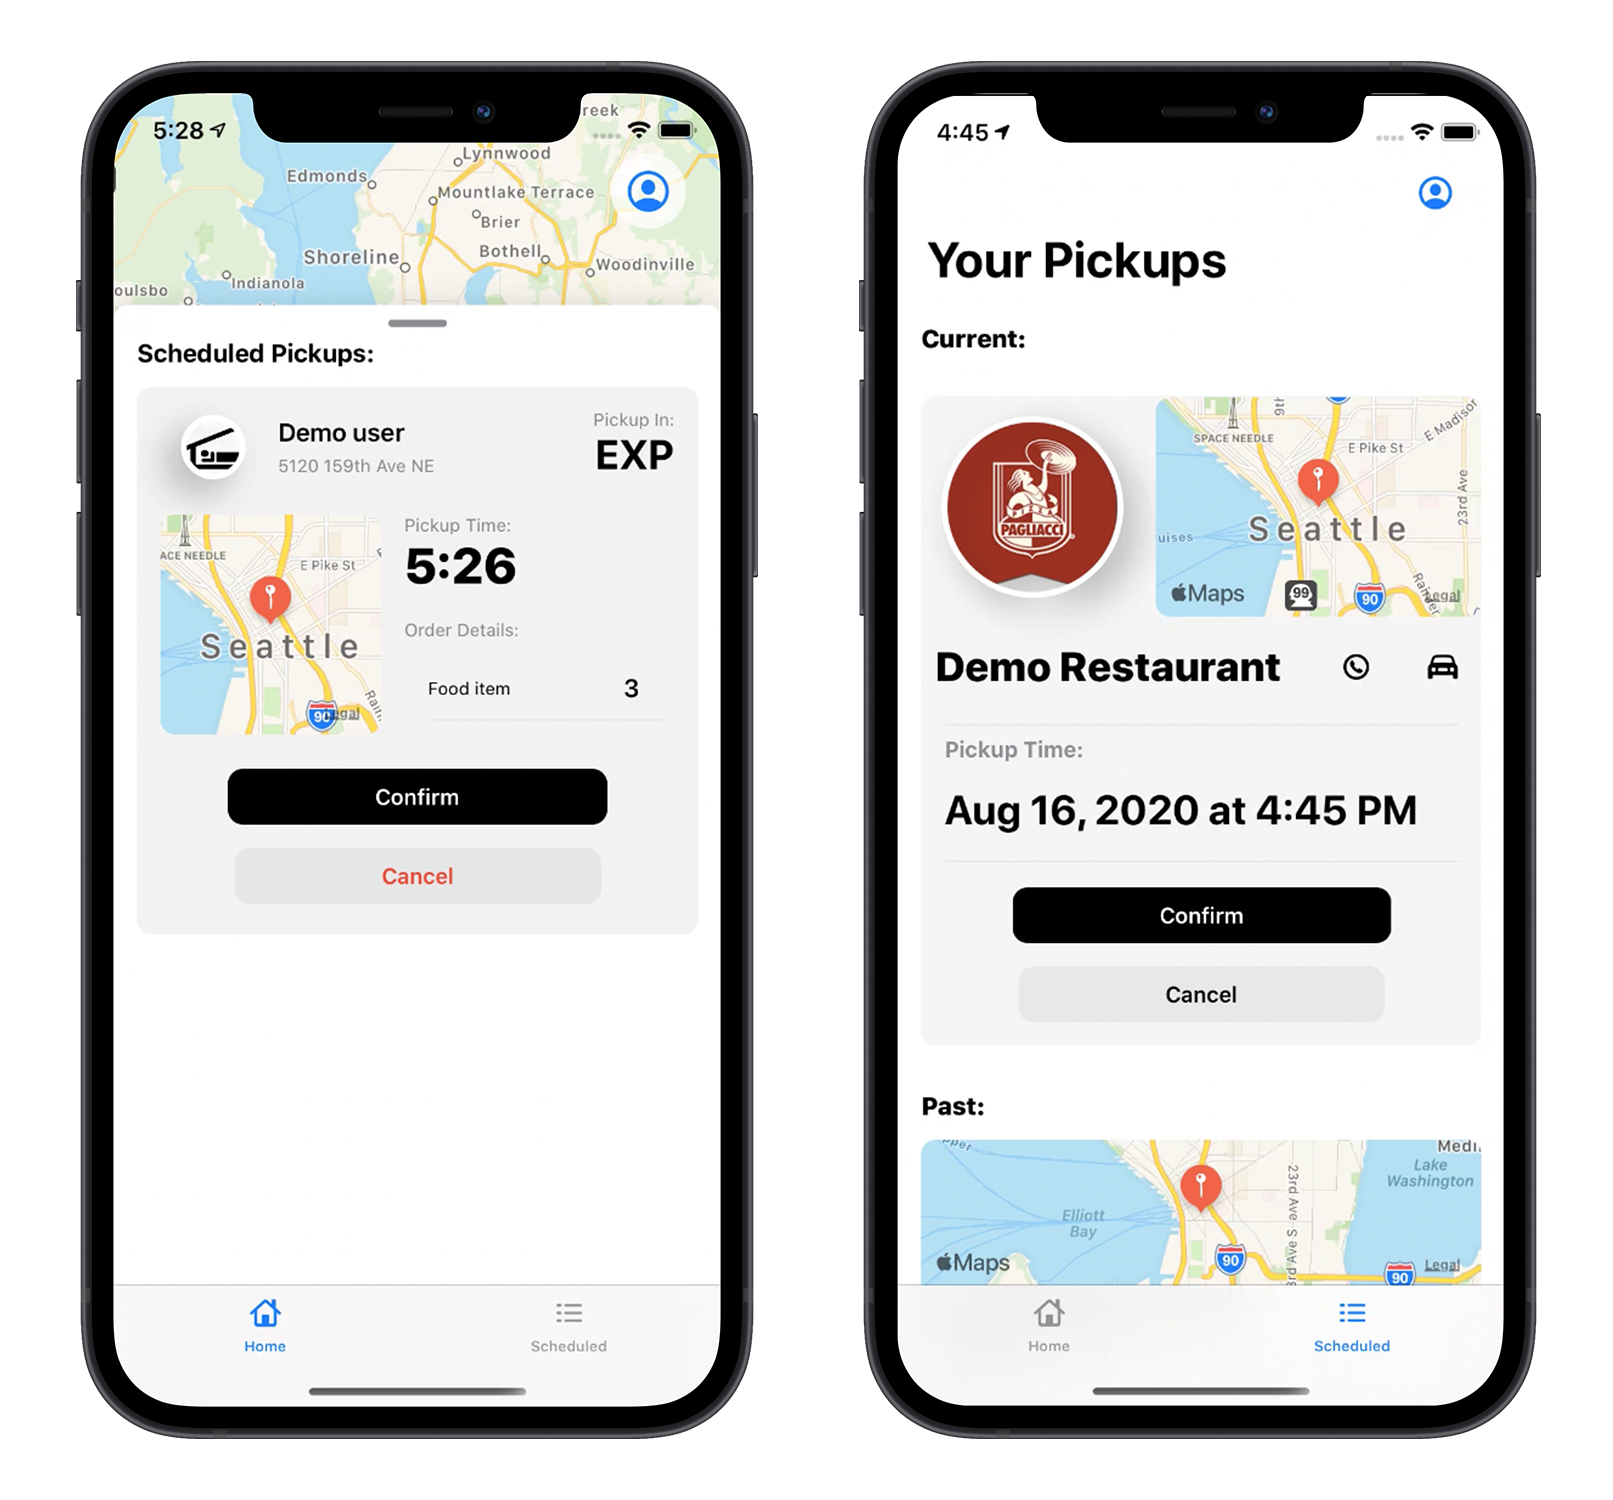 5:28
reek
Lynnwood
Edmonds
Mountlake Terrace
Brier
Shoreline
Bothell
Woodinville
Indianola
oulsbo
Scheduled Pickups:
Demo user
5120 159th Ave NE
Pickup In:
EXP
ACE NEEDLE
E Pike St
Seattle
90
egal
Pickup Time:
5:26
Order Details:
Food item 3
Confirm
Cancel
Home
Scheduled
4:45
Your Pickups
Current:
PIZZA
PAGLIACCI
9th
SPACE NEEDLE
E Pike St
E Madisor
23rd Ave
Seattle
uises
Maps
99
90
Legal
Demo Restaurant
Pickup Time:
Aug 16, 2020 at 4:45 PM
Confirm
Cancel
Past:
pper
Medi
Lake
Washington
23rd Ave S
Elliott
Bay
3rd Ave S
Maps
90
90
Legal
Home
Scheduled